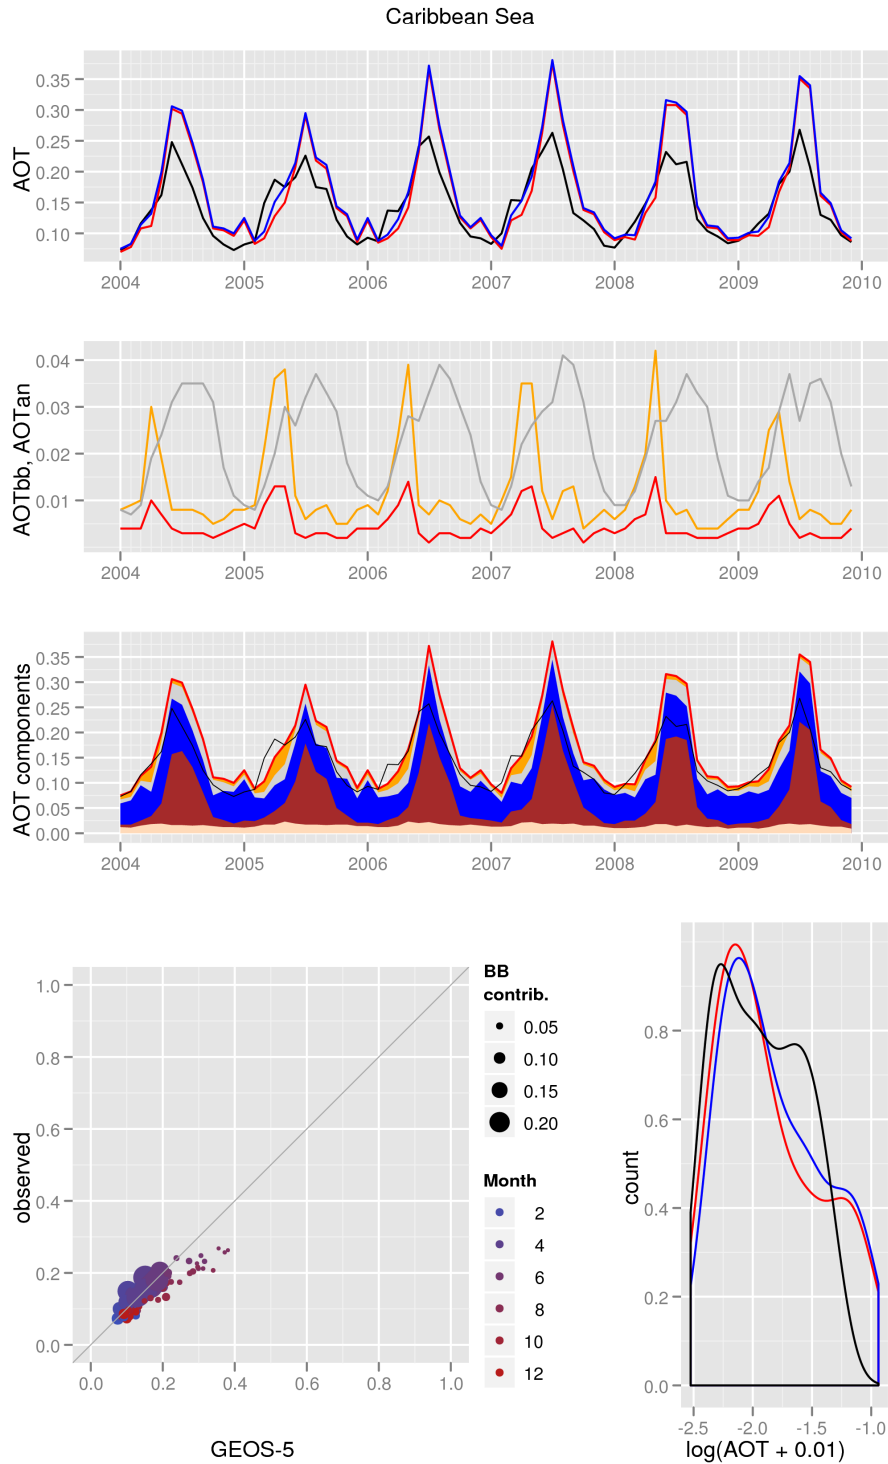 Caribbean Sea
AOT
0.35
0.30
0.25
0.20
0.15
0.10
2004 2005 2006 2007 2008 2009 2010
AOTbb, AOTan
0.04
0.03
0.02
0.01
2004 2005 2006 2007 2008 2009 2010
AOT components
0.35
0.30
0.25
0.20
0.15
0.10
0.05
0.00
2004 2005 2006 2007 2008 2009 2010
observed
1.0
0.8
0.6
0.4
0.2
0.0
0.0 0.2 0.4 0.6 0.8 1.0
GEOS-5
BB
contrib.
0.05
0.10
0.15
0.20
Month
2
4
6
8
10
12
count
0.8
0.6
0.4
0.2
0.0
-2.5 -2.0 -1.5 -1.0
log(AOT + 0.01)